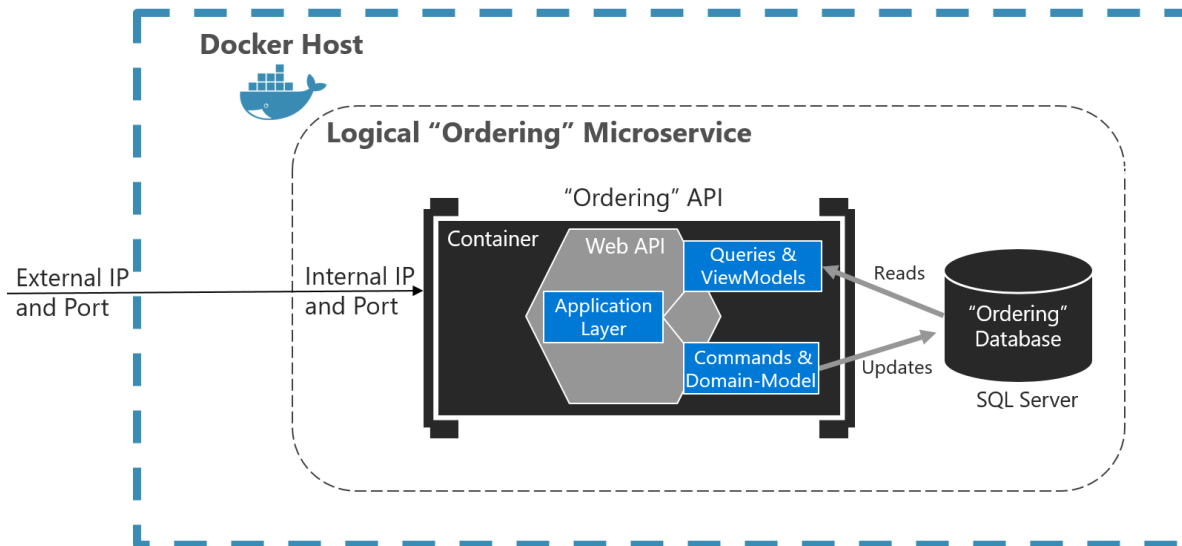 Docker Host
Logical “Ordering” Microservice
“Ordering” API
Container
Web API
Queries &
ViewModels
Application
Layer
Commands &
Domain-Model
External IP
and Port
Internal IP
and Port
Reads
Updates
“Ordering”
Database
SQL Server